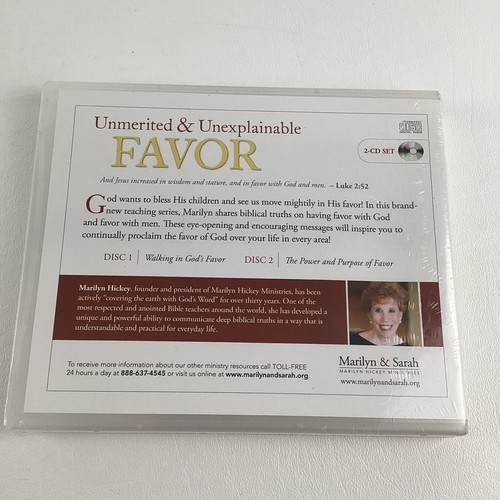 Unmerited & Unexplainable
FAVOR
COMPACT
disc
2-CD SET
And Jesus increased in wisdom and stature, and in favor with God and men. – Luke 2:52
God wants to bless His children and see us move mightily in His favor! In this brand-
new teaching series, Marilyn shares biblical truths on having favor with God
and favor with men. These eye-opening and encouraging messages will inspire you to
continually proclaim the favor of God over your life in every area!
DISC 1 | Walking in God's Favor DISC 2 | The Power and Purpose of Favor
Marilyn Hickey, founder and president of Marilyn Hickey Ministries, has been
actively "covering the earth with God's Word" for over thirty years. One of the
most respected and anointed Bible teachers around the world, she has developed a
unique and powerful ability to communicate deep biblical truths in a way that is
understandable and practical for everyday life.
To receive more information about our other ministry resources call TOLL-FREE
24 hours a day at 888-637-4545 or visit us online at www.marilynandsarah.org.
Marilyn & Sarah
MARILYN HICKEY MINISTRIES
www.marilynandsarah.org